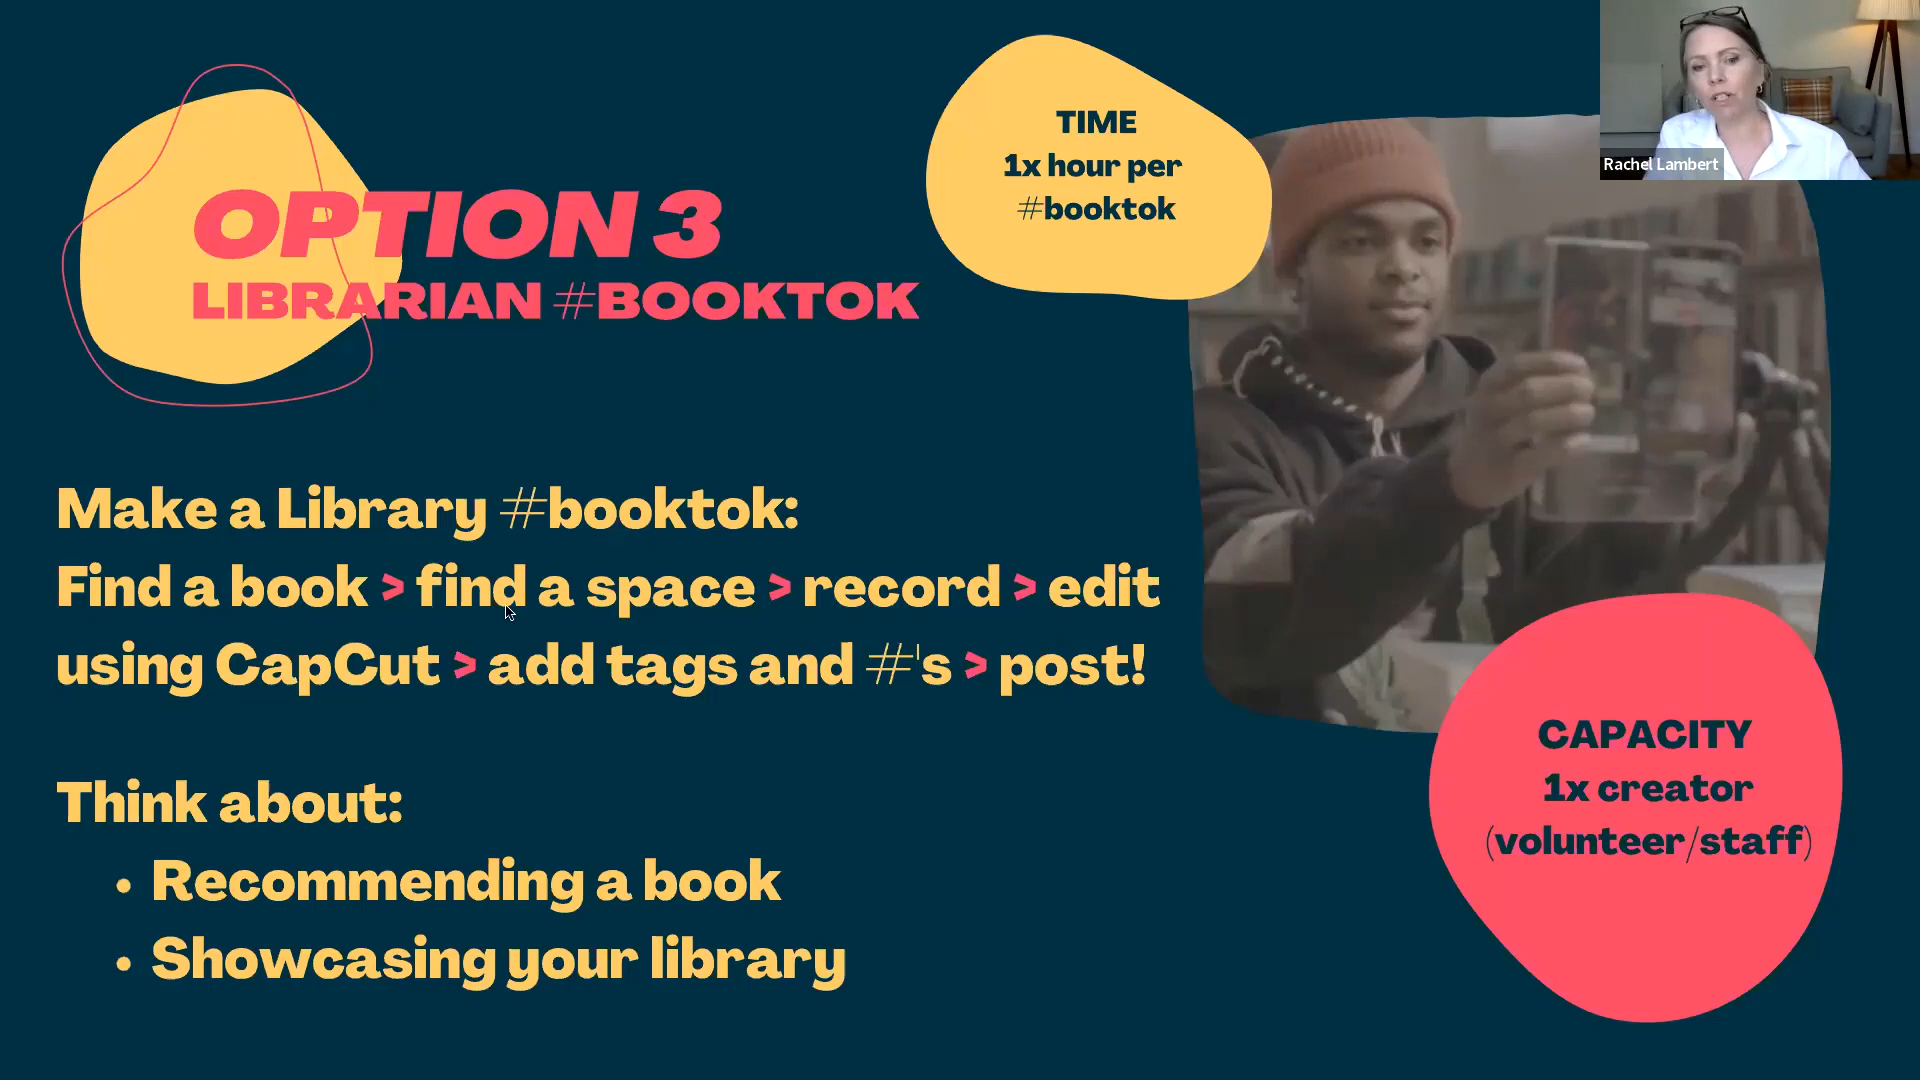 OPTION 3
LIBRARIAN #BOOKTOK
TIME
1x hour per
#booktok
Rachel Lambert
Make a Library #booktok:
Find a book > find a space > record > edit
using CapCut > add tags and #'s > post!
Think about:
• Recommending a book
• Showcasing your library
CAPACITY
1x creator
(volunteer/staff)